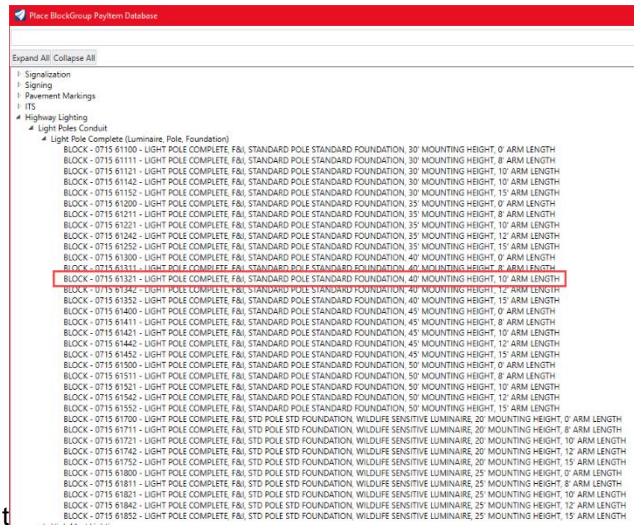 Place BlockGroup PayItem Database
Expand All Collapse All
Signalization
Signing
Pavement Markings
ITS
Highway Lighting
Light Poles Conduit
Light Pole Complete (Luminaire, Pole, Foundation)
BLOCK - 0715 61100 - LIGHT POLE COMPLETE, F&I, STANDARD POLE STANDARD FOUNDATION, 30' MOUNTING HEIGHT, 0' ARM LENGTH
BLOCK - 0715 61111 - LIGHT POLE COMPLETE, F&I, STANDARD POLE STANDARD FOUNDATION, 30' MOUNTING HEIGHT, 8' ARM LENGTH
BLOCK - 0715 61121 - LIGHT POLE COMPLETE, F&I, STANDARD POLE STANDARD FOUNDATION, 30' MOUNTING HEIGHT, 10' ARM LENGTH
BLOCK - 0715 61142 - LIGHT POLE COMPLETE, F&I, STANDARD POLE STANDARD FOUNDATION, 30' MOUNTING HEIGHT, 10' ARM LENGTH
BLOCK - 0715 61152 - LIGHT POLE COMPLETE, F&I, STANDARD POLE STANDARD FOUNDATION, 30' MOUNTING HEIGHT, 15' ARM LENGTH
BLOCK - 0715 61200 - LIGHT POLE COMPLETE, F&I, STANDARD POLE STANDARD FOUNDATION, 35' MOUNTING HEIGHT, 0' ARM LENGTH
BLOCK - 0715 61211 - LIGHT POLE COMPLETE, F&I, STANDARD POLE STANDARD FOUNDATION, 35' MOUNTING HEIGHT, 8' ARM LENGTH
BLOCK - 0715 61221 - LIGHT POLE COMPLETE, F&I, STANDARD POLE STANDARD FOUNDATION, 35' MOUNTING HEIGHT, 10' ARM LENGTH
BLOCK - 0715 61242 - LIGHT POLE COMPLETE, F&I, STANDARD POLE STANDARD FOUNDATION, 35' MOUNTING HEIGHT, 12' ARM LENGTH
BLOCK - 0715 61252 - LIGHT POLE COMPLETE, F&I, STANDARD POLE STANDARD FOUNDATION, 35' MOUNTING HEIGHT, 15' ARM LENGTH
BLOCK - 0715 61300 - LIGHT POLE COMPLETE, F&I, STANDARD POLE STANDARD FOUNDATION, 40' MOUNTING HEIGHT, 0' ARM LENGTH
BLOCK - 0715 61311 - LIGHT POLE COMPLETE, F&I, STANDARD POLE STANDARD FOUNDATION, 40' MOUNTING HEIGHT, 8' ARM LENGTH
BLOCK - 0715 61321 - LIGHT POLE COMPLETE, F&I, STANDARD POLE STANDARD FOUNDATION, 40' MOUNTING HEIGHT, 10' ARM LENGTH
BLOCK - 0715 61342 - LIGHT POLE COMPLETE, F&I, STANDARD POLE STANDARD FOUNDATION, 40' MOUNTING HEIGHT, 12' ARM LENGTH
BLOCK - 0715 61352 - LIGHT POLE COMPLETE, F&I, STANDARD POLE STANDARD FOUNDATION, 40' MOUNTING HEIGHT, 15' ARM LENGTH
BLOCK - 0715 61400 - LIGHT POLE COMPLETE, F&I, STANDARD POLE STANDARD FOUNDATION, 45' MOUNTING HEIGHT, 0' ARM LENGTH
BLOCK - 0715 61411 - LIGHT POLE COMPLETE, F&I, STANDARD POLE STANDARD FOUNDATION, 45' MOUNTING HEIGHT, 8' ARM LENGTH
BLOCK - 0715 61421 - LIGHT POLE COMPLETE, F&I, STANDARD POLE STANDARD FOUNDATION, 45' MOUNTING HEIGHT, 10' ARM LENGTH
BLOCK - 0715 61442 - LIGHT POLE COMPLETE, F&I, STANDARD POLE STANDARD FOUNDATION, 45' MOUNTING HEIGHT, 12' ARM LENGTH
BLOCK - 0715 61452 - LIGHT POLE COMPLETE, F&I, STANDARD POLE STANDARD FOUNDATION, 45' MOUNTING HEIGHT, 15' ARM LENGTH
BLOCK - 0715 61500 - LIGHT POLE COMPLETE, F&I, STANDARD POLE STANDARD FOUNDATION, 50' MOUNTING HEIGHT, 0' ARM LENGTH
BLOCK - 0715 61511 - LIGHT POLE COMPLETE, F&I, STANDARD POLE STANDARD FOUNDATION, 50' MOUNTING HEIGHT, 8' ARM LENGTH
BLOCK - 0715 61521 - LIGHT POLE COMPLETE, F&I, STANDARD POLE STANDARD FOUNDATION, 50' MOUNTING HEIGHT, 10' ARM LENGTH
BLOCK - 0715 61542 - LIGHT POLE COMPLETE, F&I, STANDARD POLE STANDARD FOUNDATION, 50' MOUNTING HEIGHT, 12' ARM LENGTH
BLOCK - 0715 61552 - LIGHT POLE COMPLETE, F&I, STANDARD POLE STANDARD FOUNDATION, 50' MOUNTING HEIGHT, 15' ARM LENGTH
BLOCK - 0715 61700 - LIGHT POLE COMPLETE, F&I, STD POLE STD FOUNDATION, WILDLIFE SENSITIVE LUMINAIRE, 20' MOUNTING HEIGHT, 0' ARM LENGTH
BLOCK - 0715 61711 - LIGHT POLE COMPLETE, F&I, STD POLE STD FOUNDATION, WILDLIFE SENSITIVE LUMINAIRE, 20' MOUNTING HEIGHT, 8' ARM LENGTH
BLOCK - 0715 61721 - LIGHT POLE COMPLETE, F&I, STD POLE STD FOUNDATION, WILDLIFE SENSITIVE LUMINAIRE, 20' MOUNTING HEIGHT, 10' ARM LENGTH
BLOCK - 0715 61742 - LIGHT POLE COMPLETE, F&I, STD POLE STD FOUNDATION, WILDLIFE SENSITIVE LUMINAIRE, 20' MOUNTING HEIGHT, 12' ARM LENGTH
BLOCK - 0715 61752 - LIGHT POLE COMPLETE, F&I, STD POLE STD FOUNDATION, WILDLIFE SENSITIVE LUMINAIRE, 20' MOUNTING HEIGHT, 15' ARM LENGTH
BLOCK - 0715 61800 - LIGHT POLE COMPLETE, F&I, STD POLE STD FOUNDATION, WILDLIFE SENSITIVE LUMINAIRE, 25' MOUNTING HEIGHT, 0' ARM LENGTH
BLOCK - 0715 61811 - LIGHT POLE COMPLETE, F&I, STD POLE STD FOUNDATION, WILDLIFE SENSITIVE LUMINAIRE, 25' MOUNTING HEIGHT, 8' ARM LENGTH
BLOCK - 0715 61821 - LIGHT POLE COMPLETE, F&I, STD POLE STD FOUNDATION, WILDLIFE SENSITIVE LUMINAIRE, 25' MOUNTING HEIGHT, 10' ARM LENGTH
BLOCK - 0715 61842 - LIGHT POLE COMPLETE, F&I, STD POLE STD FOUNDATION, WILDLIFE SENSITIVE LUMINAIRE, 25' MOUNTING HEIGHT, 12' ARM LENGTH
BLOCK - 0715 61852 - LIGHT POLE COMPLETE, F&I, STD POLE STD FOUNDATION, WILDLIFE SENSITIVE LUMINAIRE, 25' MOUNTING HEIGHT, 15' ARM LENGTH
t